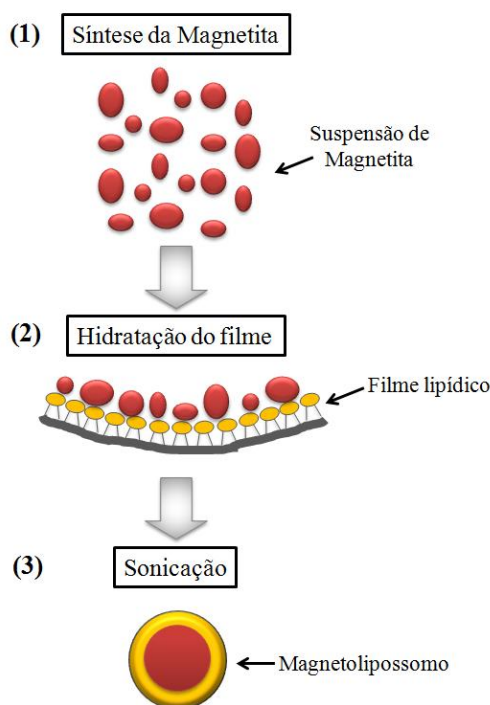 (1)
Síntese da Magnetita
Suspensão de
Magnetita
(2)
Hidratação do filme
Filme lipídico
(3)
Sonicação
Magnetolipossomo